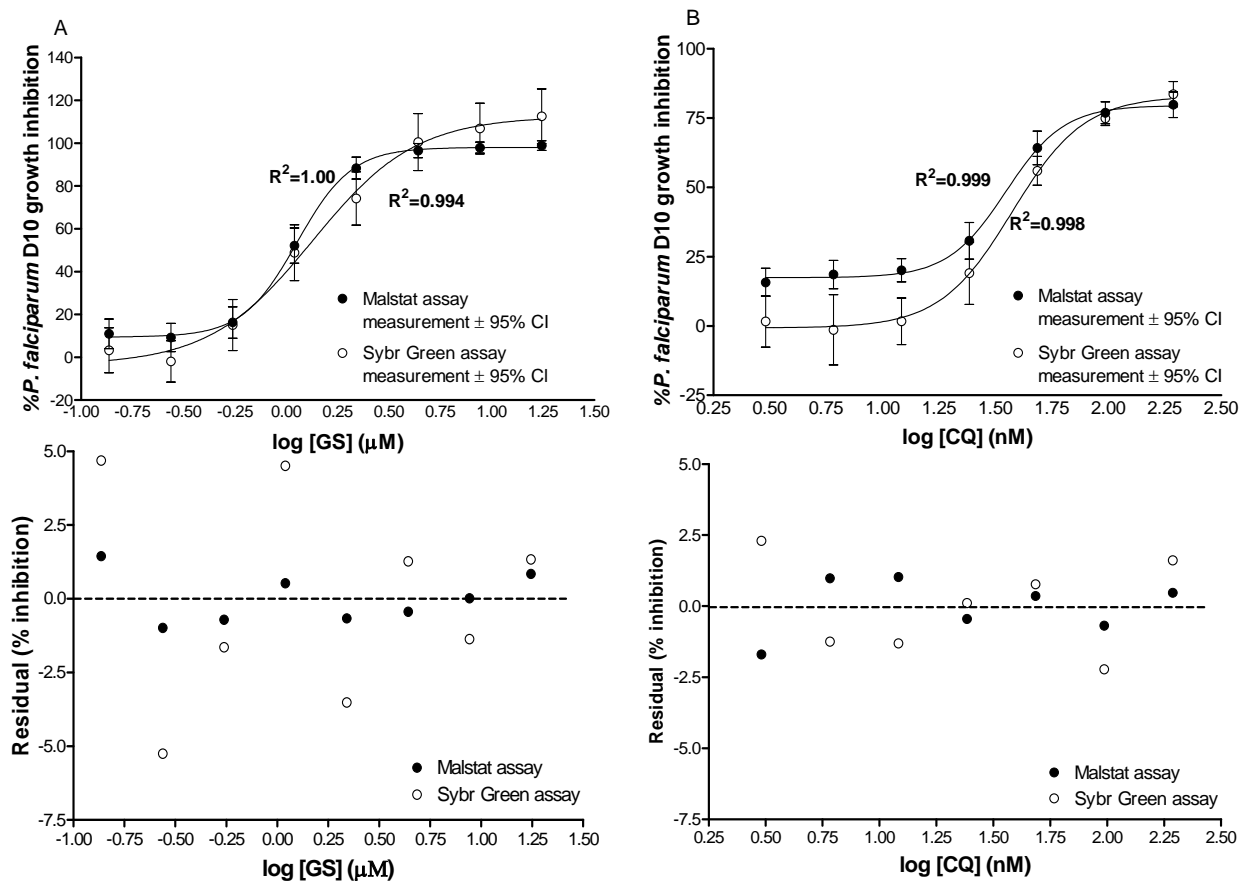 A
%P. falciparum D10 growth inhibition
140
120
100
80
60
40
20
0
-20
R²=1.00
R²=0.994
Malstat assay
measurement ± 95% CI
Sybr Green assay
measurement ± 95% CI
-1.00 -0.75 -0.50 -0.25 0.00 0.25 0.50 0.75 1.00 1.25 1.50
log [GS] (μM)
B
%P. falciparum D10 growth inhibition
100
75
50
25
0
-25
R²=0.999
R²=0.998
Malstat assay
measurement ± 95% CI
Sybr Green assay
measurement ± 95% CI
0.25 0.50 0.75 1.00 1.25 1.50 1.75 2.00 2.25 2.50
log [CQ] (nM)
Residual (% inhibition)
5.0
2.5
0.0
-2.5
-5.0
-7.5
Malstat assay
Sybr Green assay
-1.00 -0.75 -0.50 -0.25 0.00 0.25 0.50 0.75 1.00 1.25 1.50
log [GS] (μM)
Residual (% inhibition)
5.0
2.5
0.0
-2.5
-5.0
-7.5
Malstat assay
Sybr Green assay
0.25 0.50 0.75 1.00 1.25 1.50 1.75 2.00 2.25 2.50
log [CQ] (nM)